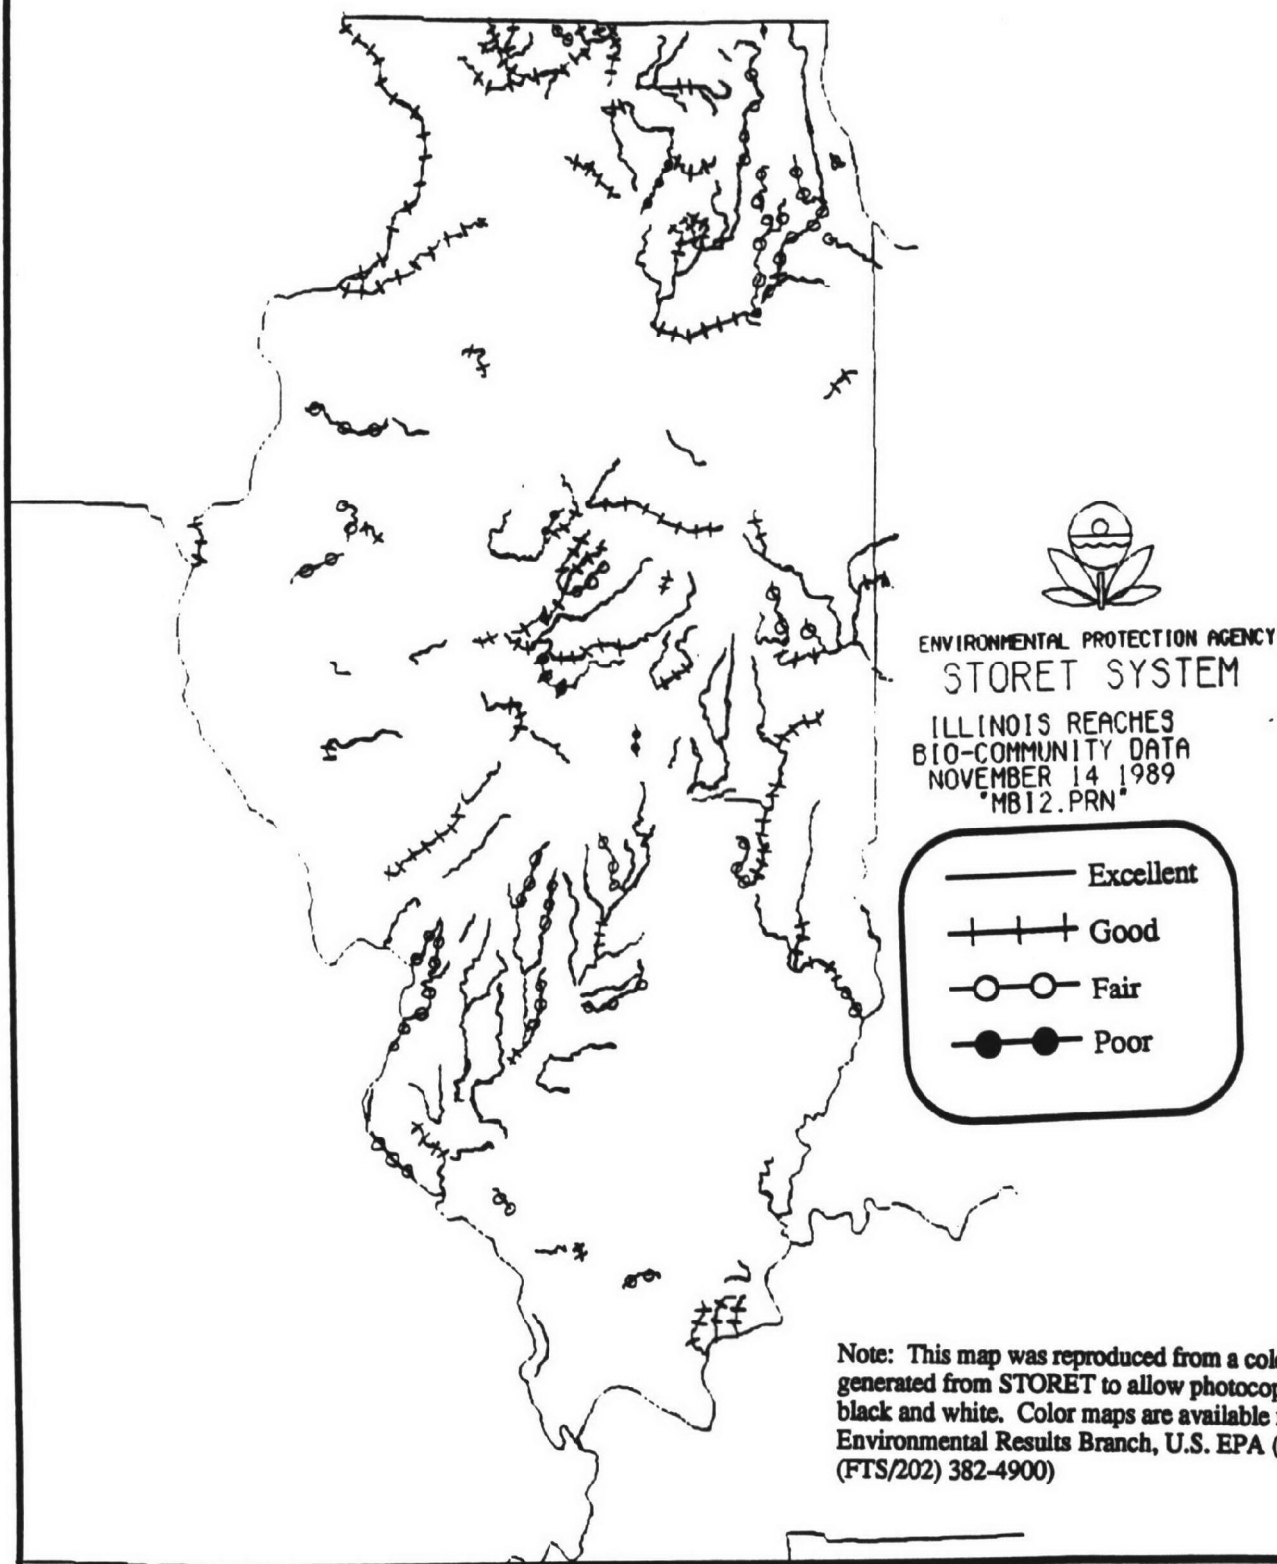 ENVIRONMENTAL PROTECTION AGENCY
STORET SYSTEM
ILLINOIS REACHES
BIO-COMMUNITY DATA
NOVEMBER 14 1989
"MBI2.PRN"
Excellent
Good
Fair
Poor
Note: This map was reproduced from a
generated from STORET to allow
black and white. Color maps are available
Environmental Results Branch, U.S. EPA (
(FTS/202) 382-4900)